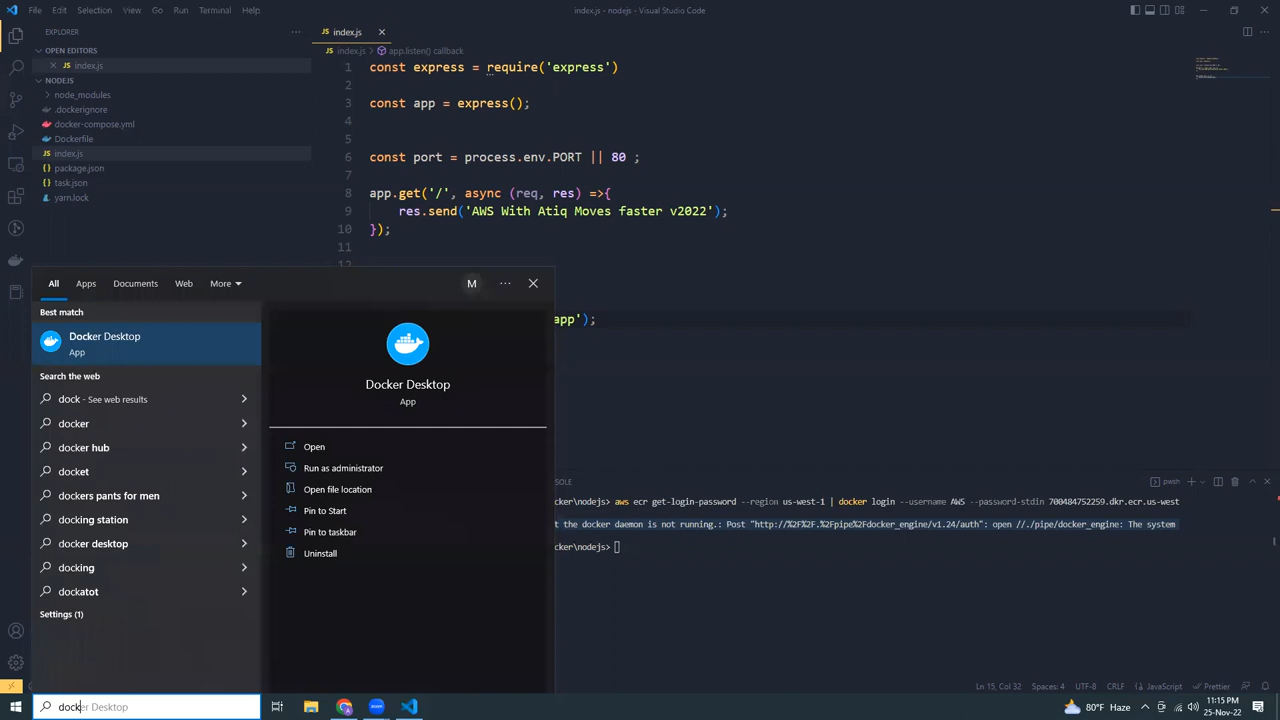 File Edit Selection View Go Run Terminal Help
index.js - nodejs - Visual Studio Code
EXPLORER
OPEN EDITORS
JS index.js
NODEJS
node_modules
.dockerignore
docker-compose.yml
Dockerfile
JS index.js
package.json
task.json
yarn.lock
JS index.js
JS index.js > app.listen() callback
1 const express = require('express')
2
3 const app = express();
4
5
6 const port = process.env.PORT || 80 ;
7
8 app.get('/', async (req, res) =>{
9 res.send('AWS With Atiq Moves faster v2022');
10 });
11
12
app');
All Apps Documents Web More
M
Best match
Docker Desktop
App
Search the web
dock - See web results
docker
docker hub
docket
dockers pants for men
docking station
docker desktop
docking
dockatot
Settings (1)
Docker Desktop
App
Open
Run as administrator
Open file location
Pin to Start
Pin to taskbar
Uninstall
SOLE
pwsh
cker\nodejs> aws ecr get-login-password --region us-west-1 | docker login --username AWS --password-stdin 700484752259.dkr.ecr.us-west
t the docker daemon is not running.: Post "http://%2F%2F.%2Fpipe%2Fdocker_engine/v1.24/auth": open //./pipe/docker_engine: The system
cker\nodejs>
Ln 15, Col 32 Spaces: 4 UTF-8 CRLF JavaScript Prettier
docker Desktop
80°F Haze
11:15 PM
25-Nov-22